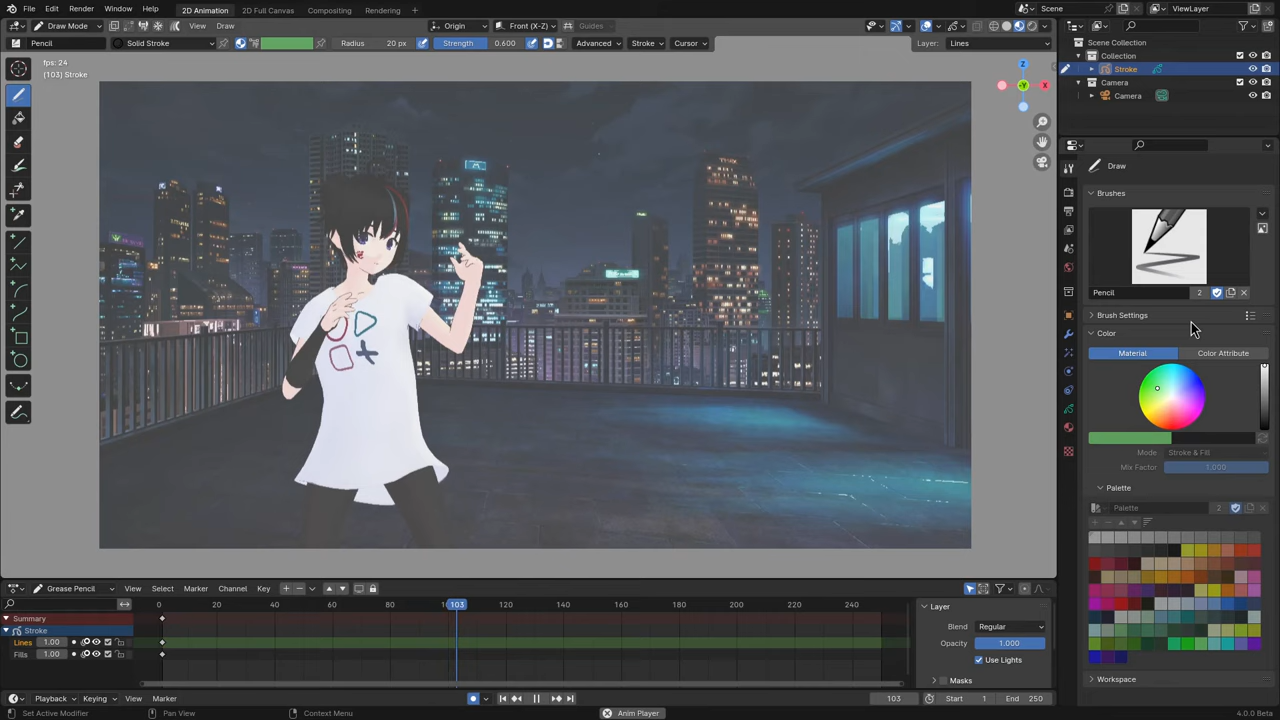 File Edit Render Window Help 2D Animation 2D Full Canvas Compositing Rendering + Scene ViewLayer
Draw Mode View Draw Origin Front (X-Z) Guides
Pencil Solid Stroke Radius 20 px Strength 0.600 Advanced Stroke Cursor Layer: Lines
fps: 24
(103) Stroke
Z
Y
X
Scene Collection
Collection
Stroke
Camera
Camera
Draw
Brushes
Pencil 2
Brush Settings
Color
Material Color Attribute
Mode Stroke & Fill
Mix Factor 1.000
Palette
Palette 2
Workspace
Grease Pencil View Select Marker Channel Key
0 20 40 60 80 103 120 140 160 180 200 220 240
Summary
Stroke
Lines 1.00
Fills 1.00
Layer
Blend Regular
Opacity 1.000
Use Lights
Masks
Playback Keying View Marker 103 Start 1 End 250
Set Active Modifier Pan View Context Menu Anim Player 4.0.0 Beta